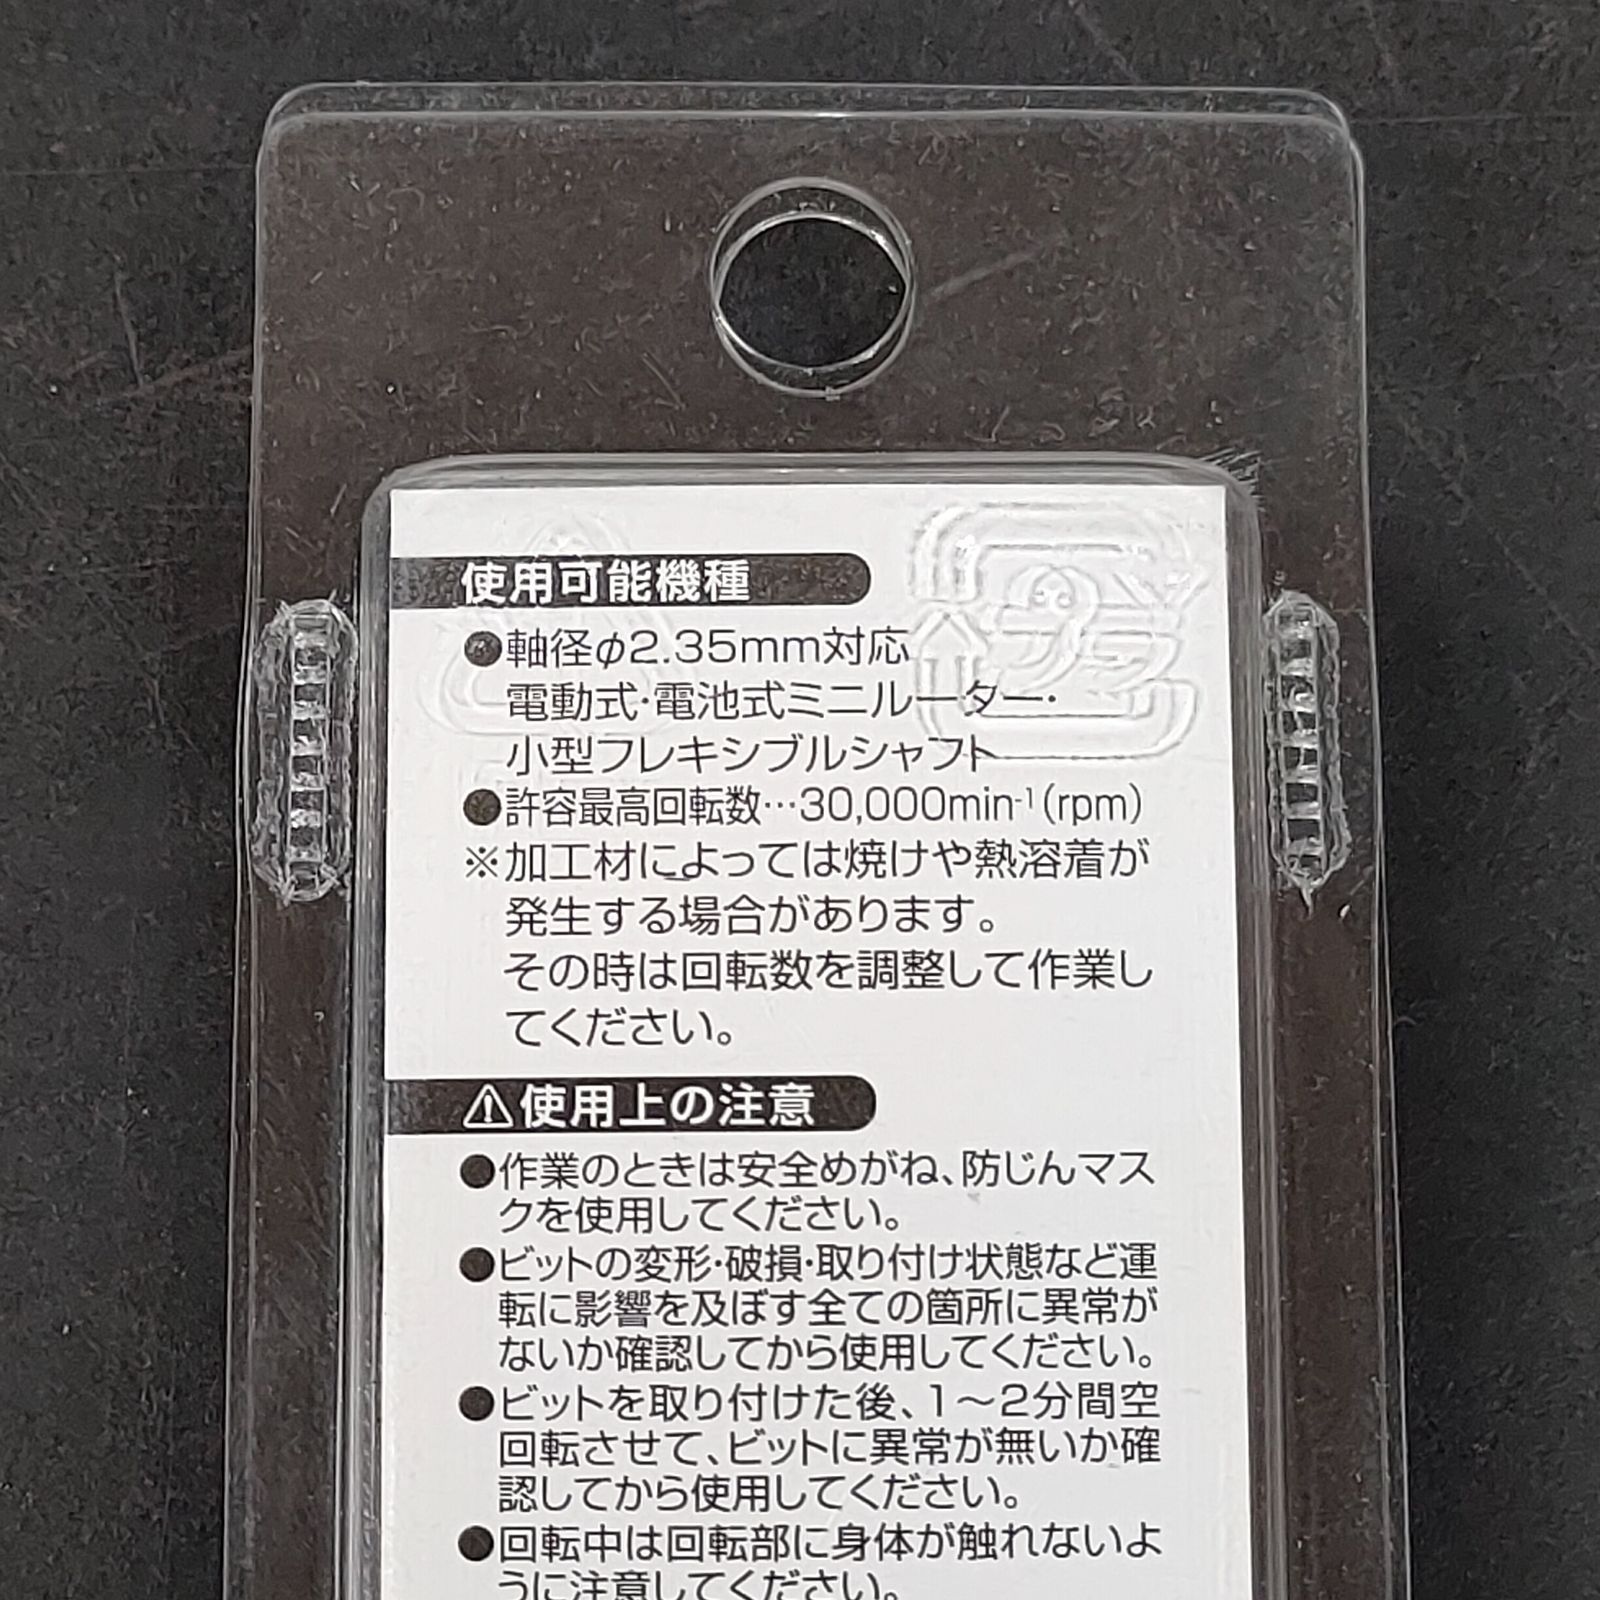 使用可能機種
●軸径φ2.35mm対応
電動式・電池式ミニルーター・
小型フレキシブルシャフト
●許容最高回転数…30,000min⁻¹(rpm)
※加工材によっては焼けや熱溶着が
発生する場合があります。
その時は回転数を調整して作業し
てください。
⚠使用上の注意
●作業のときは安全めがね、防じんマス
クを使用してください。
●ビットの変形・破損・取り付け状態など運
転に影響を及ぼす全ての箇所に異常が
ないか確認してから使用してください。
●ビットを取り付けた後、1〜2分間空
回転させて、ビットに異常が無いか確
認してから使用してください。
●回転中は回転部に身体が触れないよ
うに注意してください。
プラ